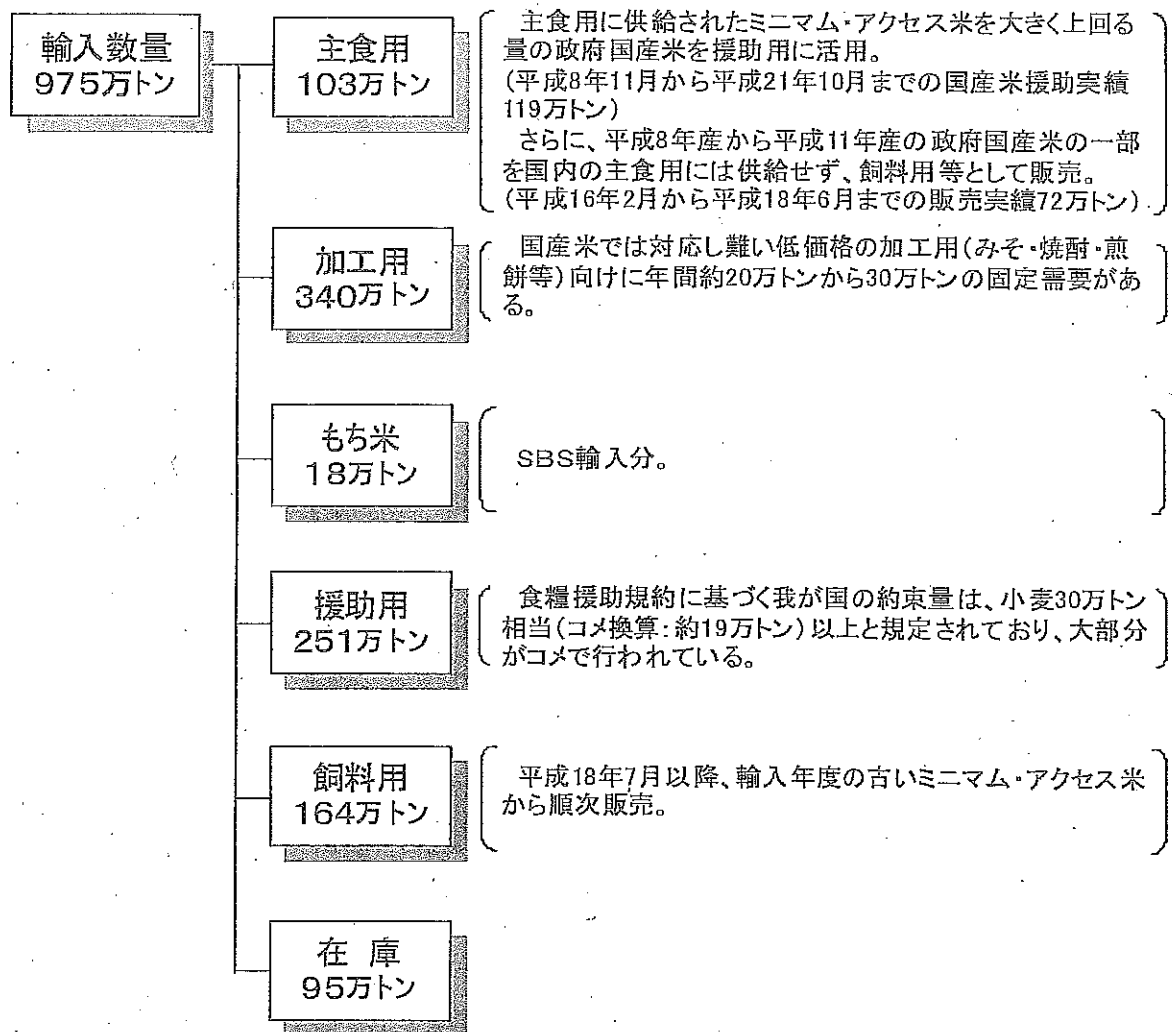 輸入数量
975万トン
主食用
103万トン
主食用に供給されたミニマム・アクセス米を大きく上回る
量の政府国産米を援助用に活用。
(平成8年11月から平成21年10月までの国産米援助実績
119万トン)
さらに、平成8年産から平成11年産の政府国産米の一部
を国内の主食用には供給せず、飼料用等として販売。
(平成16年2月から平成18年6月までの販売実績72万トン)
加工用
340万トン
国産米では対応し難い低価格の加工用(みそ・焼酎・煎
餅等)向けに年間約20万トンから30万トンの固定需要があ
る。
もち米
18万トン
SBS輸入分。
援助用
251万トン
食糧援助規約に基づく我が国の約束量は、小麦30万トン
相当(コメ換算:約19万トン)以上と規定されており、大部分
がコメで行われている。
飼料用
164万トン
平成18年7月以降、輸入年度の古いミニマム・アクセス米
から順次販売。
在 庫
95万トン